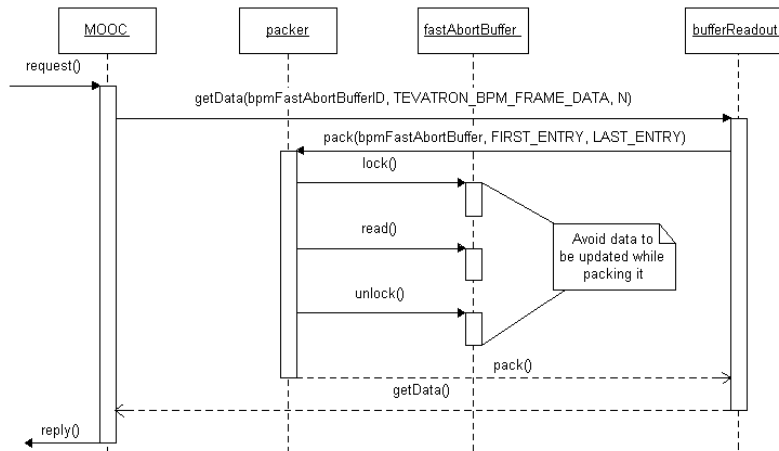 MOOC
packer
fastAbortBuffer
bufferReadout
request()
getData(bpmFastAbortBufferID, TEVATRON_BPM_FRAME_DATA, N)
pack(bpmFastAbortBuffer, FIRST_ENTRY, LAST_ENTRY)
lock()
read()
Avoid data to
be updated while
packing it
unlock()
pack()
getData()
reply()